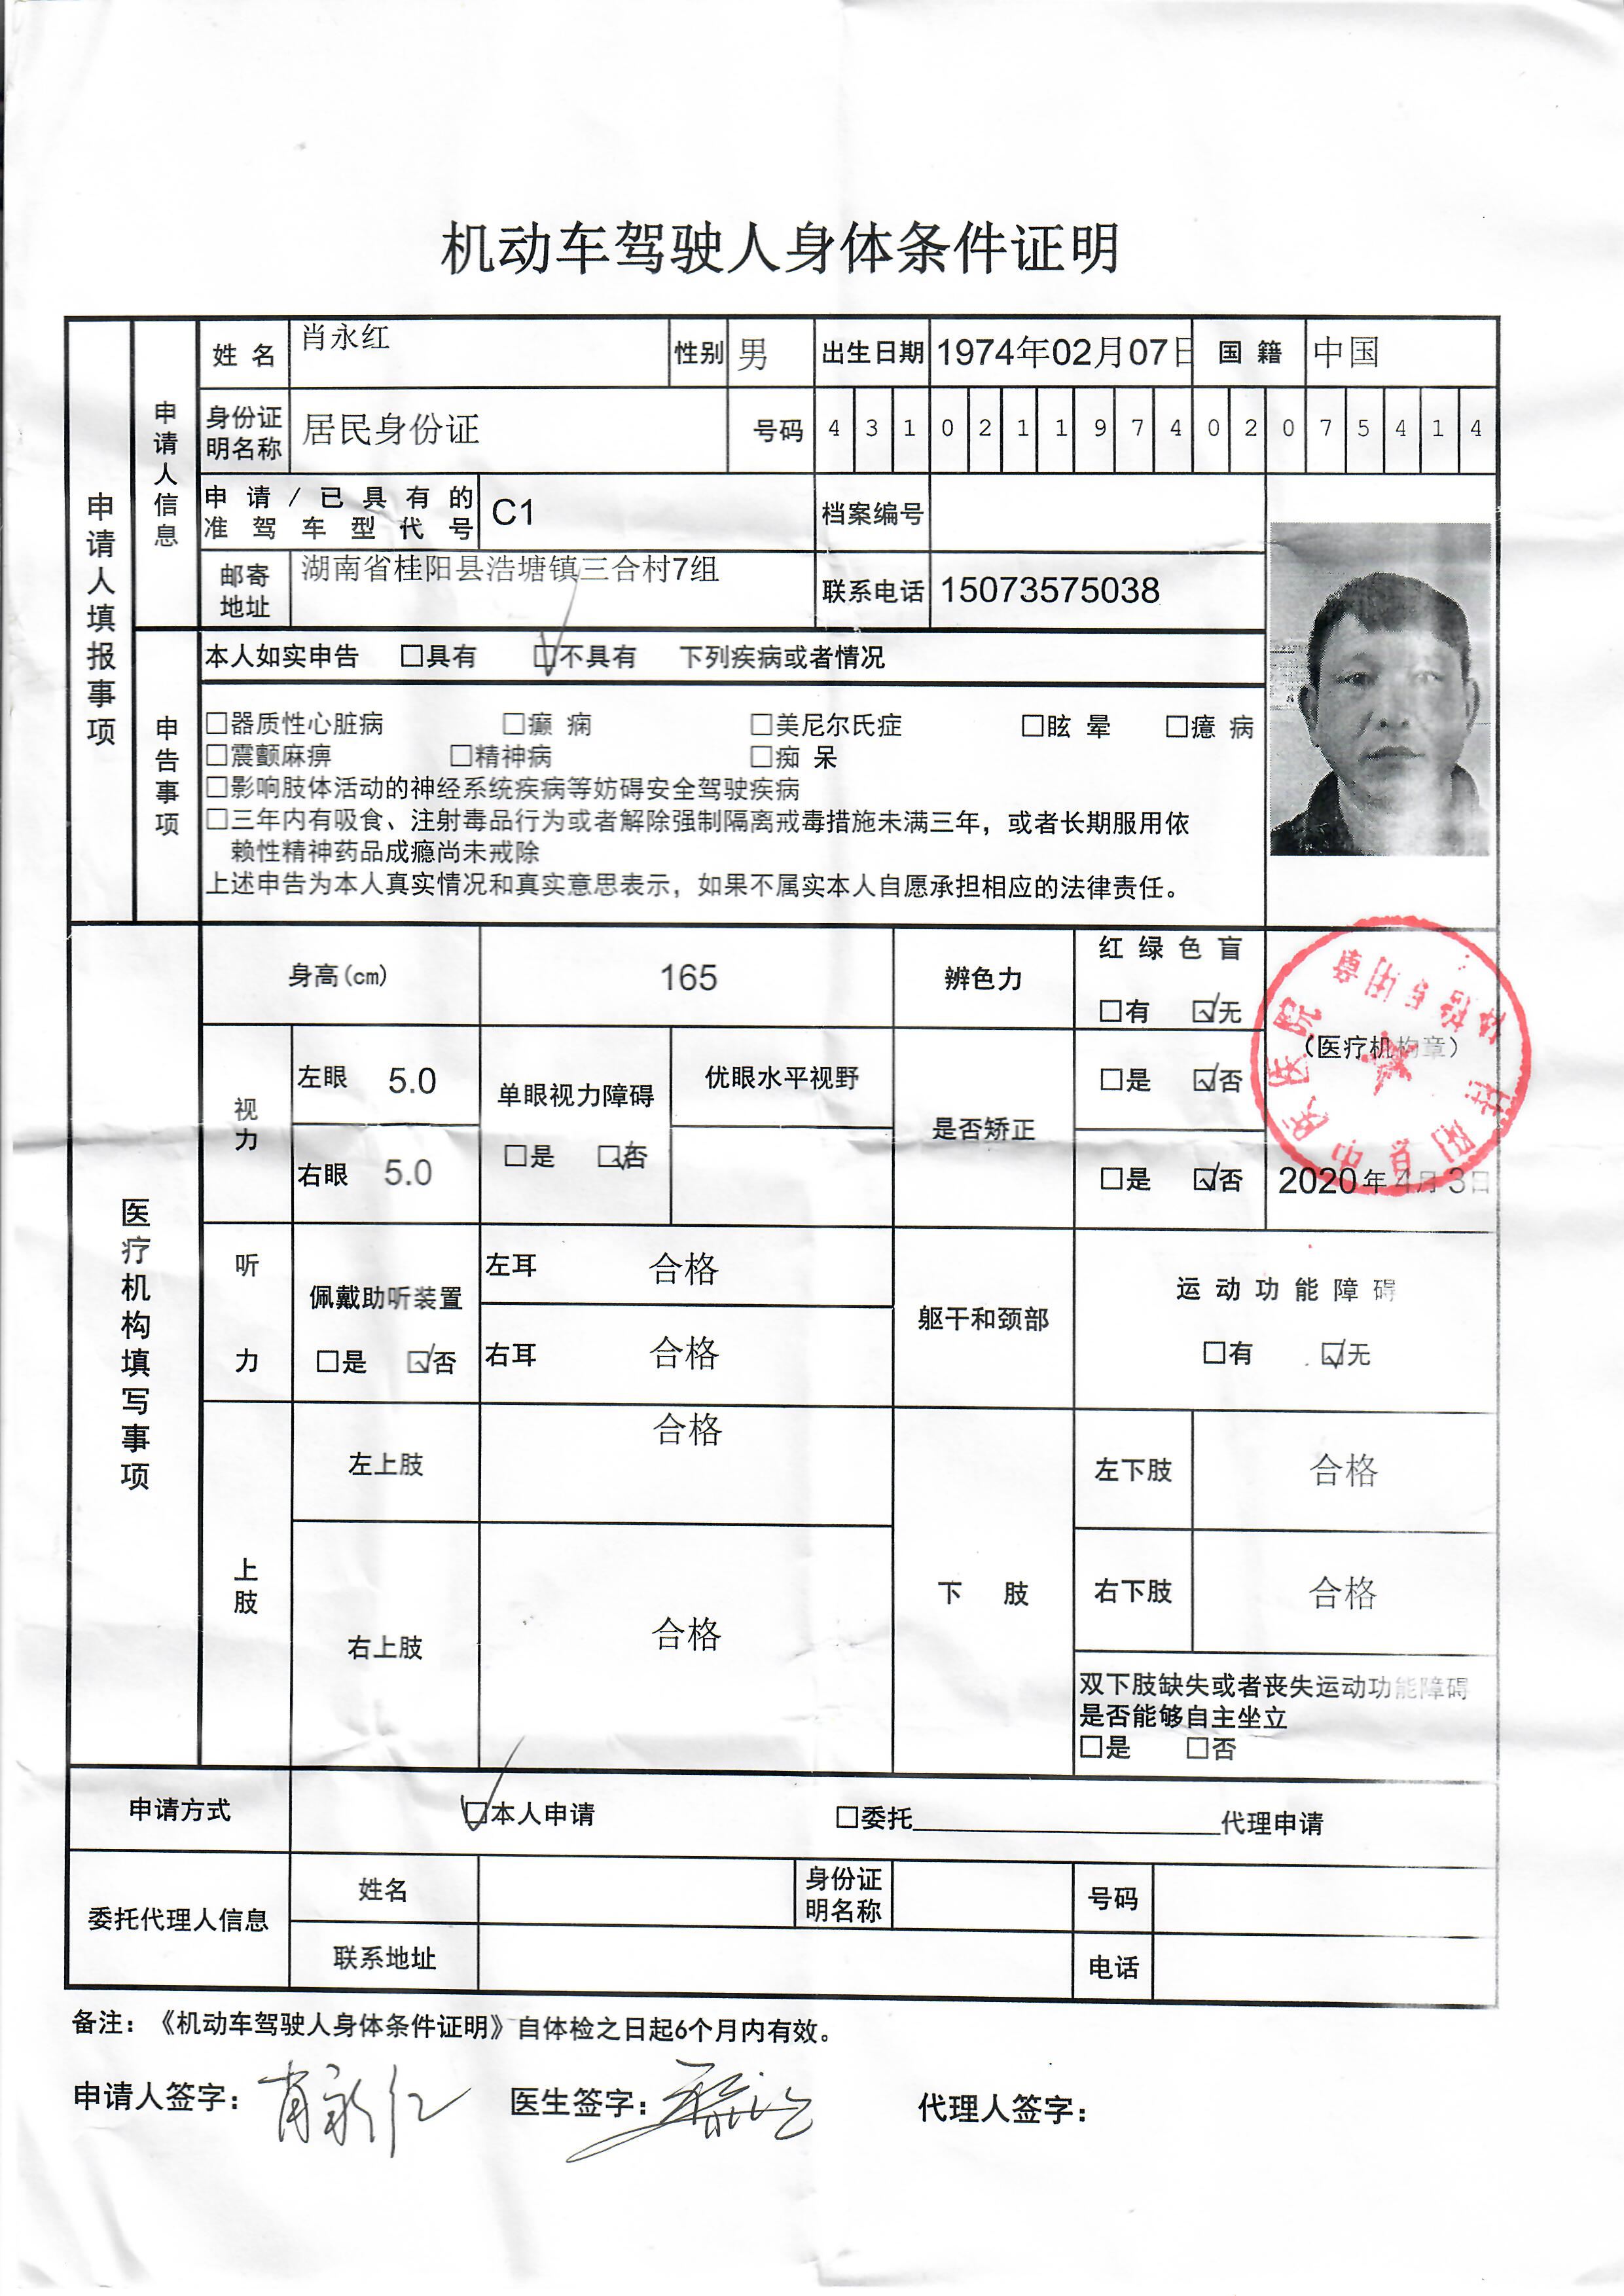 机动车驾驶人身体条件证明
申请人填报事项
申请人信息
姓名 肖永红 性别 男 出生日期 1974年02月07日 国籍 中国
身份证明名称 居民身份证 号码 431021197402075414
申请/已具有的准驾车型代号 C1 档案编号
邮寄地址 湖南省桂阳县浩塘镇三合村7组 联系电话 15073575038
申告事项
本人如实申告 □具有 ☑不具有 下列疾病或者情况
□器质性心脏病 □癫痫 □美尼尔氏症 □眩晕 □癔病
□震颤麻痹 □精神病 □痴呆
□影响肢体活动的神经系统疾病等妨碍安全驾驶疾病
□三年内有吸食、注射毒品行为或者解除强制隔离戒毒措施未满三年，或者长期服用依
赖性精神药品成瘾尚未戒除
上述申告为本人真实情况和真实意思表示，如果不属实本人自愿承担相应的法律责任。
医疗机构填写事项
身高(cm) 165 辨色力 红绿色盲
□有 ☑无
视力
左眼 5.0 单眼视力障碍 优眼水平视野 是否矫正 □是 ☑否
右眼 5.0 □是 ☑否 □是 ☑否
（医疗机构章）
桂阳县中医医院
体检专用章
2020年4月3日
听力
佩戴助听装置 左耳 合格
□是 ☑否 右耳 合格
躯干和颈部 运动功能障碍
□有 ☑无
上肢
左上肢 合格
右上肢 合格
下肢
左下肢 合格
右下肢 合格
双下肢缺失或者丧失运动功能障碍
是否能够自主坐立
□是 □否
申请方式 ☑本人申请 □委托 代理申请
委托代理人信息
姓名 身份证明名称 号码
联系地址 电话
备注：《机动车驾驶人身体条件证明》自体检之日起6个月内有效。
申请人签字：肖永红 医生签字： 代理人签字：